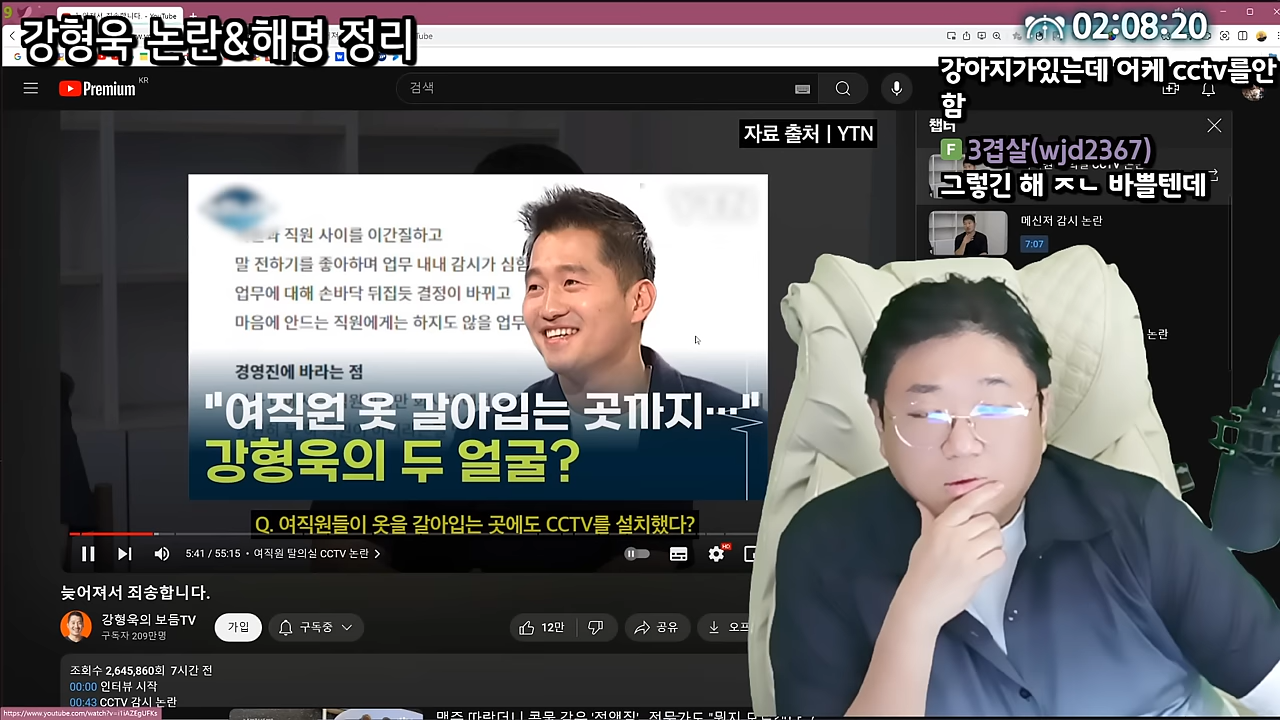 강형욱 논란&해명 정리
02:08:20
Premium
KR
검색
강아지가있는데 어케 cctv를안
함
챕터
F 3겹살(wjd2367)
그렇긴 해 ㅈㄴ 바쁠텐데
메신저 감시 논란
7:07
논란
자료 출처 | YTN
직원 사이를 이간질하고
말 전하기를 좋아하며 업무 내내 감시가 심함
업무에 대해 손바닥 뒤집듯 결정이 바뀌고
마음에 안드는 직원에게는 하지도 않을 업무
경영진에 바라는 점
"여직원 옷 갈아입는 곳까지…"
강형욱의 두 얼굴?
Q. 여직원들이 옷을 갈아입는 곳에도 CCTV를 설치했다?
5:41 / 55:15 • 여직원 탈의실 CCTV 논란
HD
늦어져서 죄송합니다.
강형욱의 보듬TV
구독자 209만명
가입
구독중
12만
공유
오프
조회수 2,645,860회 7시간 전
00:00 인터뷰 시작
00:43 CCTV 감시 논란